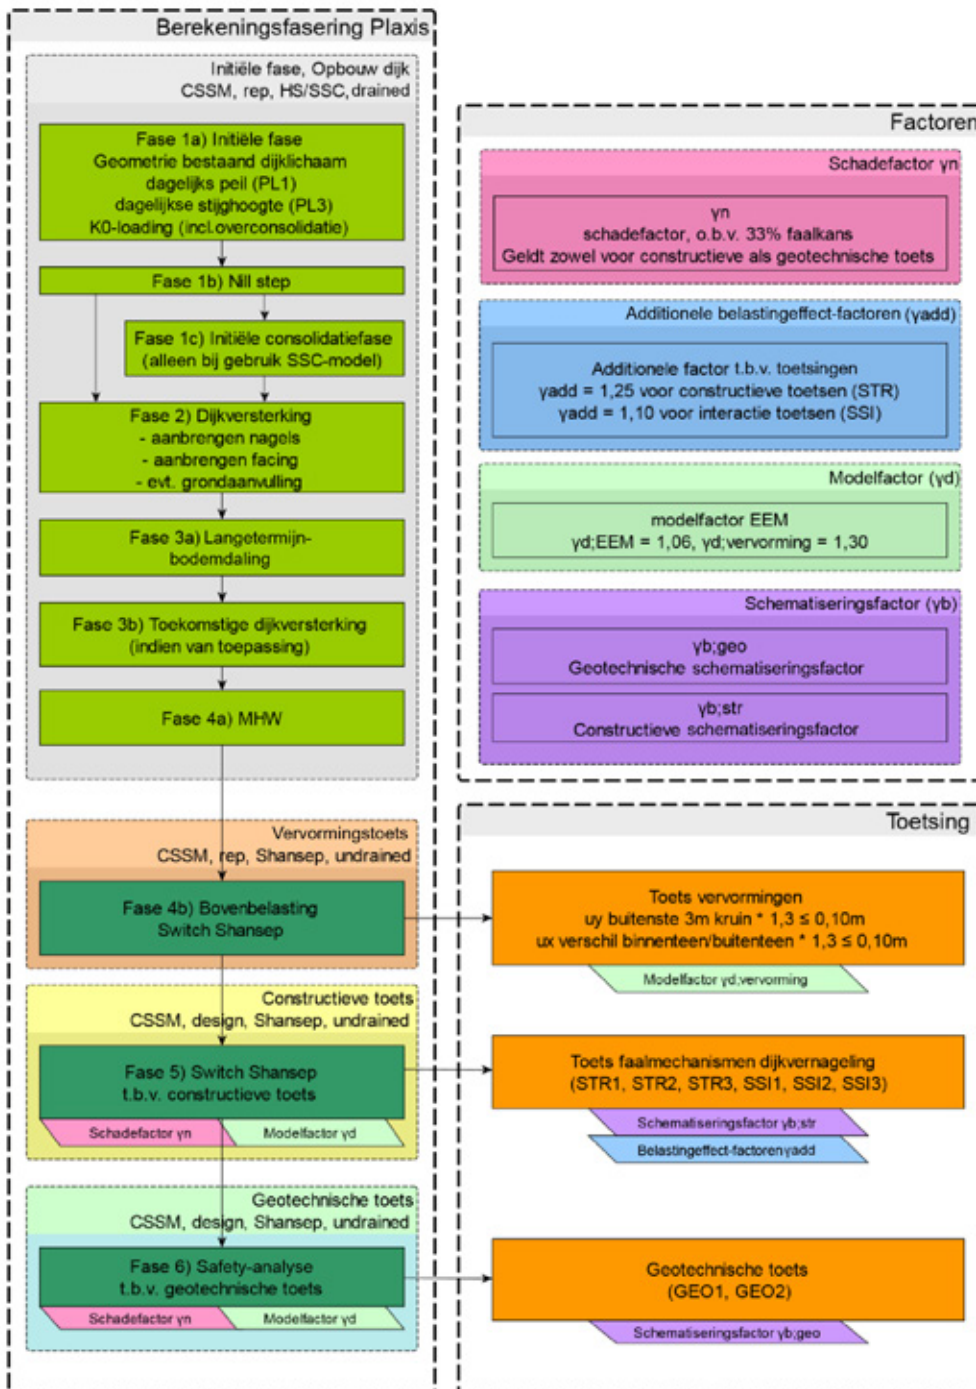 Berekeningsfasering Plaxis
Initiële fase, Opbouw dijk
CSSM, rep, HS/SSC, drained
Fase 1a) Initiële fase
Geometrie bestaand dijklichaam
dagelijks peil (PL1)
dagelijkse stijghoogte (PL3)
K0-loading (incl.overconsolidatie)
Fase 1b) Nill step
Fase 1c) Initiële consolidatiefase
(alleen bij gebruik SSC-model)
Fase 2) Dijkversterking
- aanbrengen nagels
- aanbrengen facing
- evt. grondaanvulling
Fase 3a) Langetermijn-
bodemdaling
Fase 3b) Toekomstige dijkversterking
(indien van toepassing)
Fase 4a) MHW
Vervormingstoets
CSSM, rep, Shansep, undrained
Fase 4b) Bovenbelasting
Switch Shansep
Constructieve toets
CSSM, design, Shansep, undrained
Fase 5) Switch Shansep
t.b.v. constructieve toets
Schadefactor γn
Modelfactor γd
Geotechnische toets
CSSM, design, Shansep, undrained
Fase 6) Safety-analyse
t.b.v. geotechnische toets
Schadefactor γn
Modelfactor γd
Factoren
Schadefactor γn
γn
schadefactor, o.b.v. 33% faalkans
Geldt zowel voor constructieve als geotechnische toets
Additionele belastingeffect-factoren (γadd)
Additionele factor t.b.v. toetsingen
γadd = 1,25 voor constructieve toetsen (STR)
γadd = 1,10 voor interactie toetsen (SSI)
Modelfactor (γd)
modelfactor EEM
γd;EEM = 1,06, γd;vervorming = 1,30
Schematiseringsfactor (γb)
γb;geo
Geotechnische schematiseringsfactor
γb;str
Constructieve schematiseringsfactor
Toetsing
Toets vervormingen
uy buitenste 3m kruin * 1,3 ≤ 0,10m
ux verschil binnenteen/buitenteen * 1,3 ≤ 0,10m
Modelfactor γd;vervorming
Toets faalmechanismen dijkvernageling
(STR1, STR2, STR3, SSI1, SSI2, SSI3)
Schematiseringsfactor γb;str
Belastingeffect-factoren γadd
Geotechnische toets
(GEO1, GEO2)
Schematiseringsfactor γb;geo